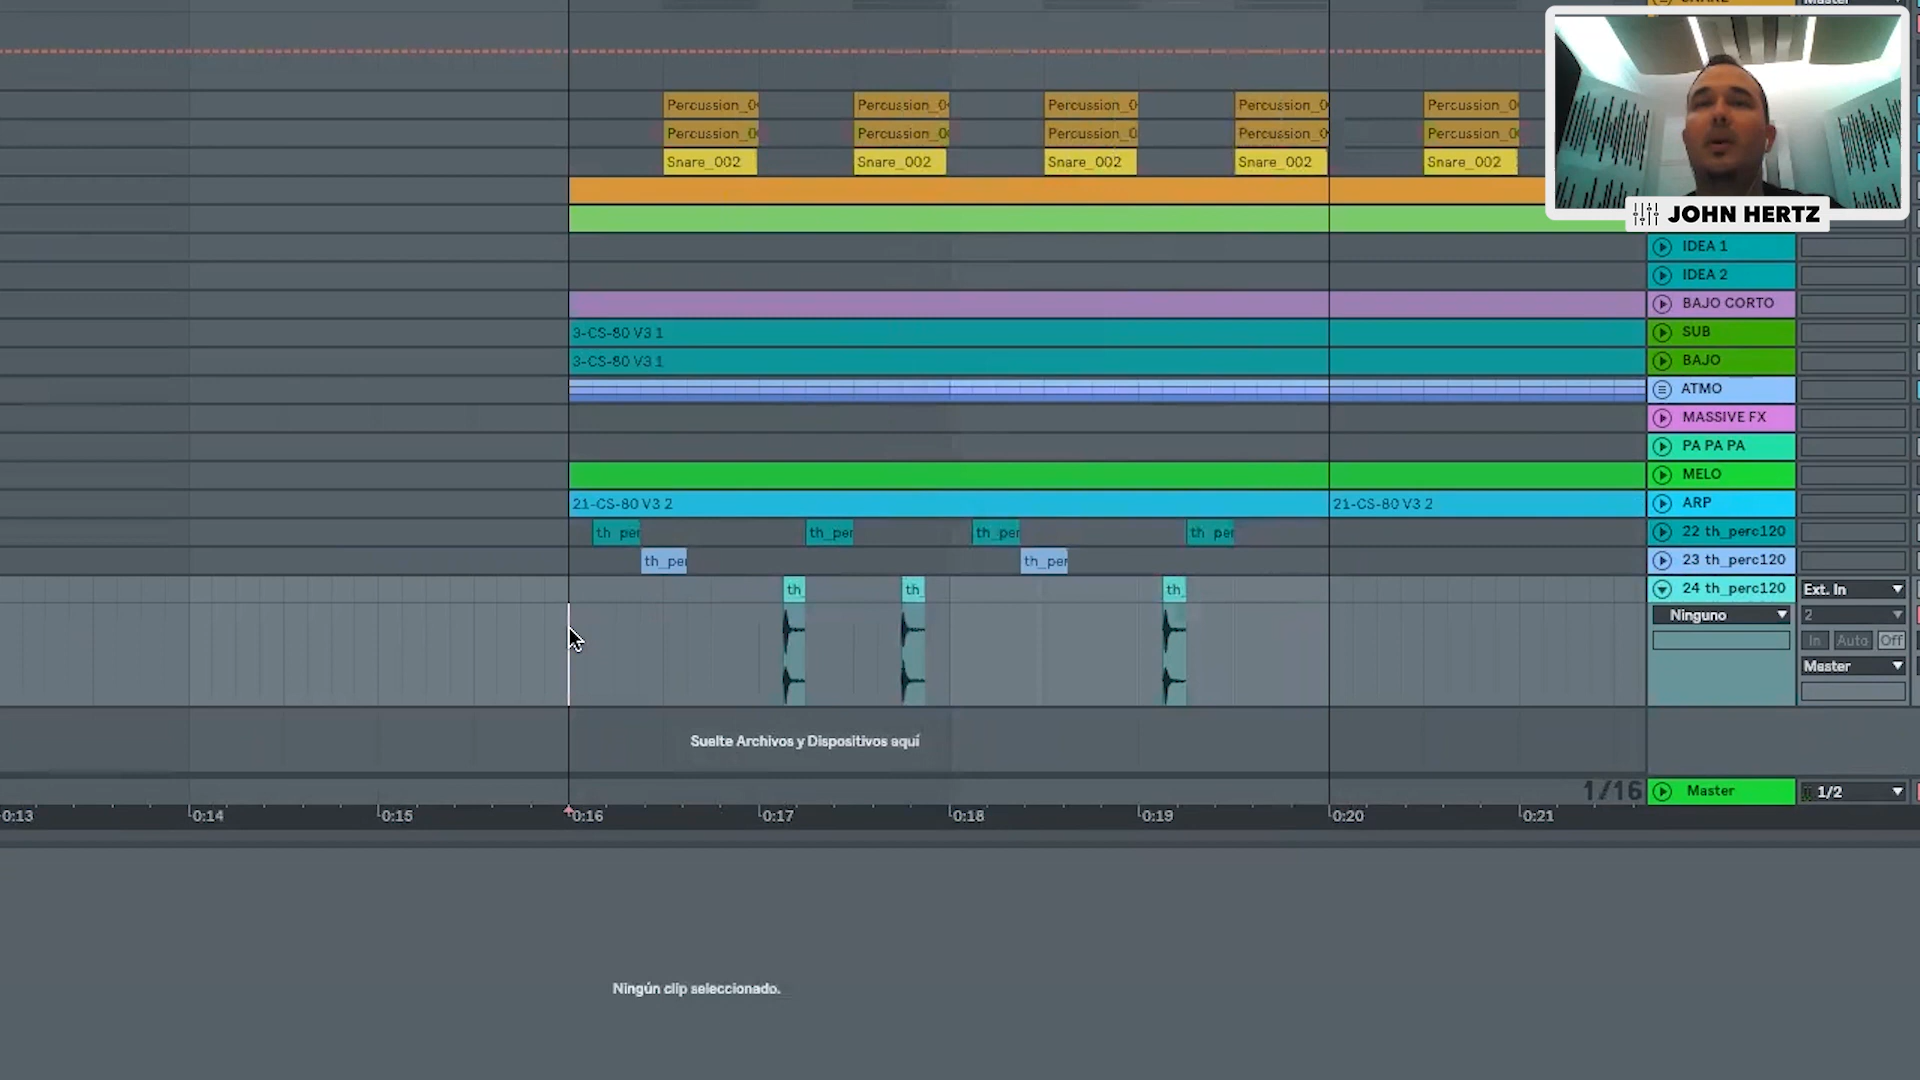 Percussion_0 Percussion_0 Percussion_0 Percussion_0 Percussion_0
Percussion_0 Percussion_0 Percussion_0 Percussion_0 Percussion_0
Snare_002 Snare_002 Snare_002 Snare_002 Snare_002
JOHN HERTZ
IDEA 1
IDEA 2
BAJO CORTO
3-CS-80 V3 1 SUB
3-CS-80 V3 1 BAJO
ATMO
MASSIVE FX
PA PA PA
MELO
21-CS-80 V3 2 21-CS-80 V3 2 ARP
th_per th_per th_per th_per 22 th_perc120
th_per th_per 23 th_perc120
th_ th_ th_ 24 th_perc120 Ext. In
Ninguno 2
In Auto Off
Master
Suelte Archivos y Dispositivos aquí
1/16 Master 1/2
0:13 0:14 0:15 0:16 0:17 0:18 0:19 0:20 0:21
Ningún clip seleccionado.